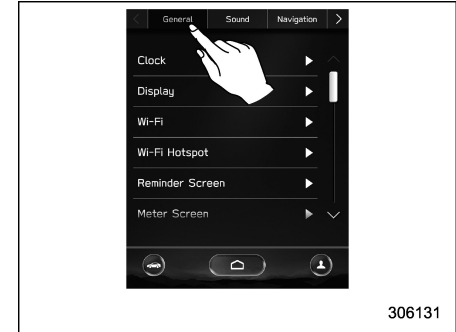 General Sound Navigation
Clock
Display
Wi-Fi
Wi-Fi Hotspot
Reminder Screen
Meter Screen
306131